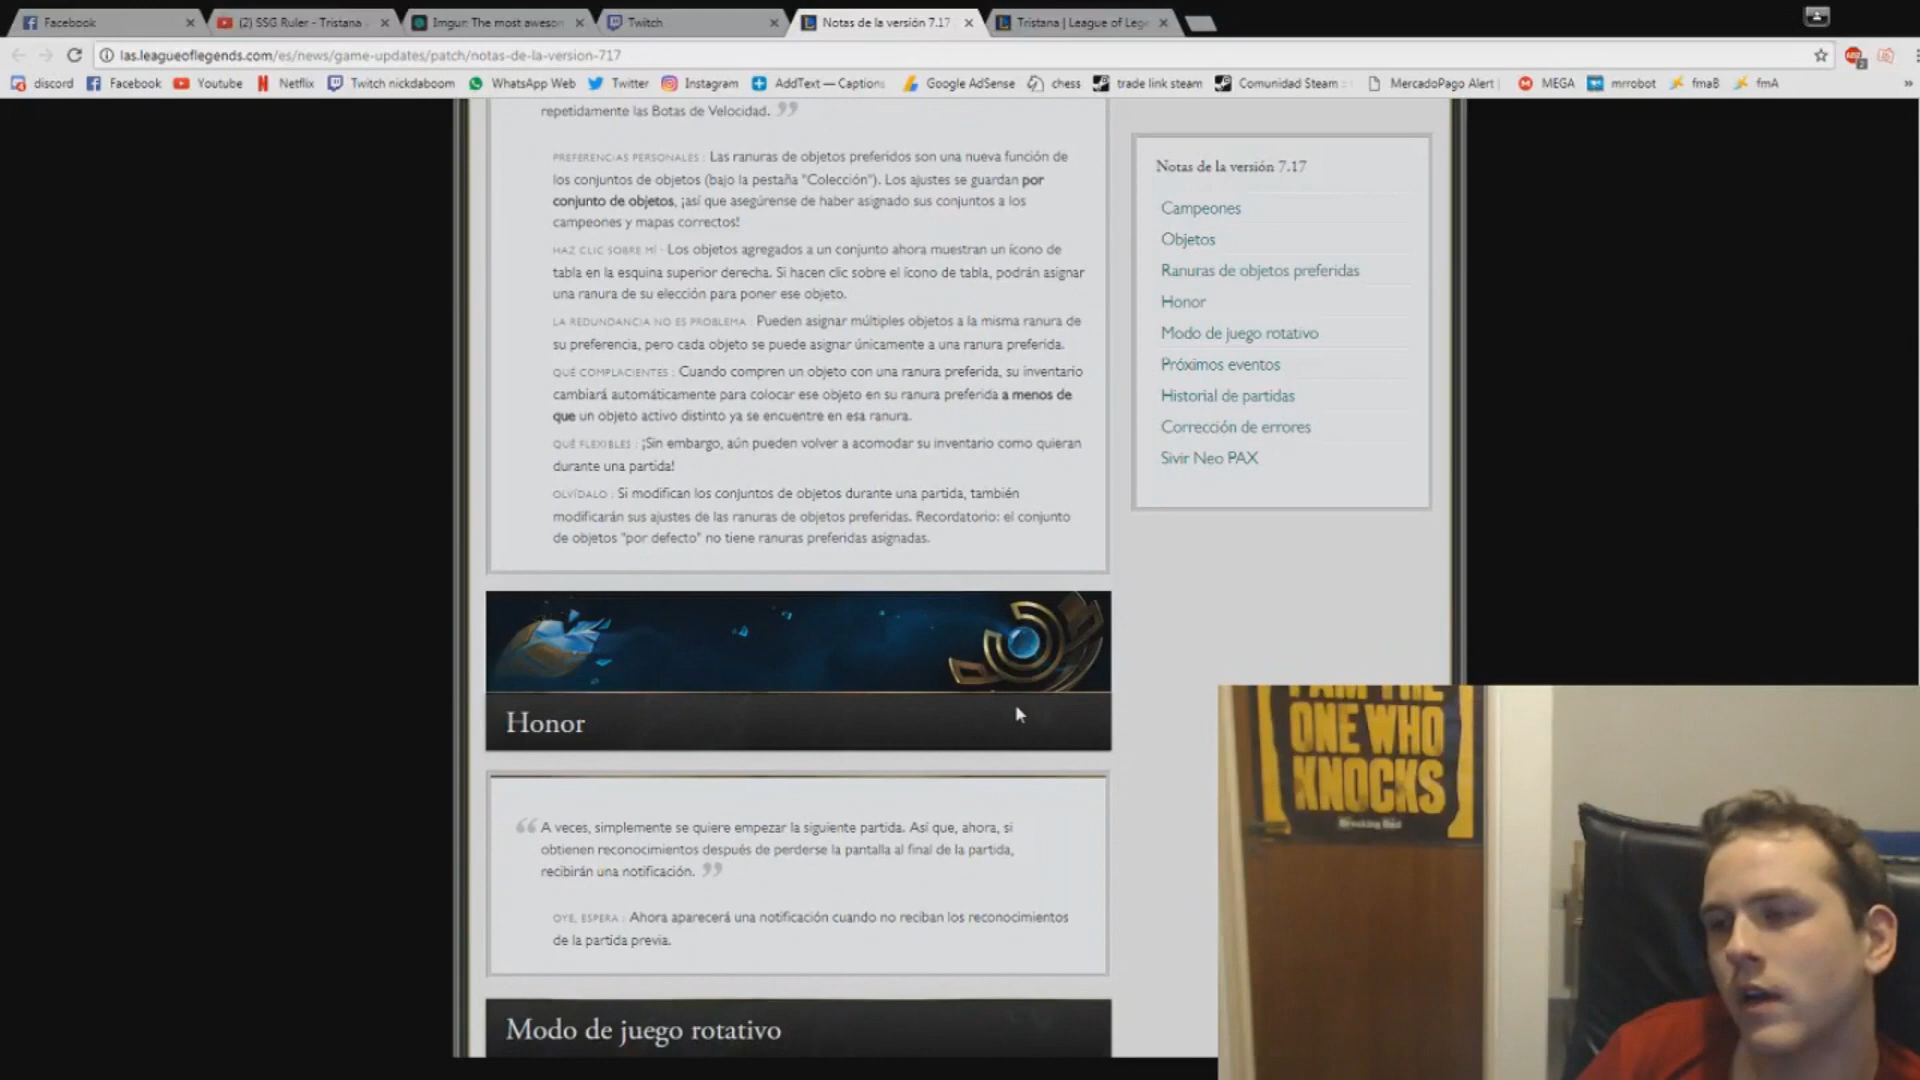 Facebook
(2) SSG Ruler - Tristana
Imgur: The most awesom
Twitch
Notas de la versión 7.17
Tristana | League of Lege
las.leagueoflegends.com/es/news/game-updates/patch/notas-de-la-version-717
discord
Facebook
Youtube
Netflix
Twitch nickdaboom
WhatsApp Web
Twitter
Instagram
AddText — Captions
Google AdSense
chess
trade link steam
Comunidad Steam ::
MercadoPago Alert |
MEGA
mrrobot
fmaB
fmA
repetidamente las Botas de Velocidad. ”
PREFERENCIAS PERSONALES : Las ranuras de objetos preferidos son una nueva función de
los conjuntos de objetos (bajo la pestaña "Colección"). Los ajustes se guardan por
conjunto de objetos, ¡así que asegúrense de haber asignado sus conjuntos a los
campeones y mapas correctos!
HAZ CLIC SOBRE MÍ - Los objetos agregados a un conjunto ahora muestran un ícono de
tabla en la esquina superior derecha. Si hacen clic sobre el ícono de tabla, podrán asignar
una ranura de su elección para poner ese objeto.
LA REDUNDANCIA NO ES PROBLEMA : Pueden asignar múltiples objetos a la misma ranura de
su preferencia, pero cada objeto se puede asignar únicamente a una ranura preferida.
QUÉ COMPLACIENTES : Cuando compren un objeto con una ranura preferida, su inventario
cambiará automáticamente para colocar ese objeto en su ranura preferida a menos de
que un objeto activo distinto ya se encuentre en esa ranura.
QUÉ FLEXIBLES : ¡Sin embargo, aún pueden volver a acomodar su inventario como quieran
durante una partida!
OLVÍDALO : Si modifican los conjuntos de objetos durante una partida, también
modificarán sus ajustes de las ranuras de objetos preferidas. Recordatorio: el conjunto
de objetos "por defecto" no tiene ranuras preferidas asignadas.
Honor
“ A veces, simplemente se quiere empezar la siguiente partida. Así que, ahora, si
obtienen reconocimientos después de perderse la pantalla al final de la partida,
recibirán una notificación. ”
OYE, ESPERA : Ahora aparecerá una notificación cuando no reciban los reconocimientos
de la partida previa.
Modo de juego rotativo
Notas de la versión 7.17
Campeones
Objetos
Ranuras de objetos preferidas
Honor
Modo de juego rotativo
Próximos eventos
Historial de partidas
Corrección de errores
Sivir Neo PAX
I AM THE
ONE WHO
KNOCKS
Breaking Bad